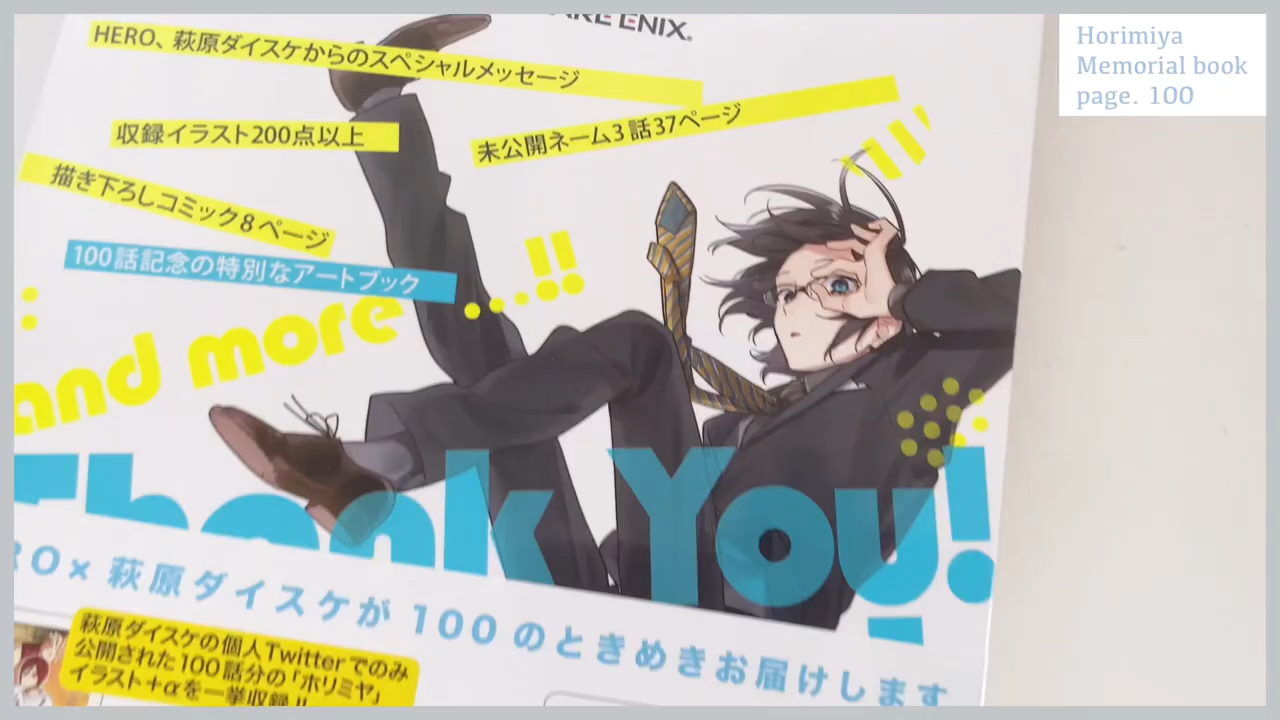 ENIX
Horimiya
Memorial book
page. 100
HERO、萩原ダイスケからのスペシャルメッセージ
収録イラスト200点以上
未公開ネーム3話37ページ
描き下ろしコミック8ページ
100話記念の特別なアートブック
and more...!!
Thank You!
×萩原ダイスケが100のときめきお届けします
萩原ダイスケの個人Twitterでのみ
公開された100話分の「ホリミヤ」
イラスト+αを一挙収録!!